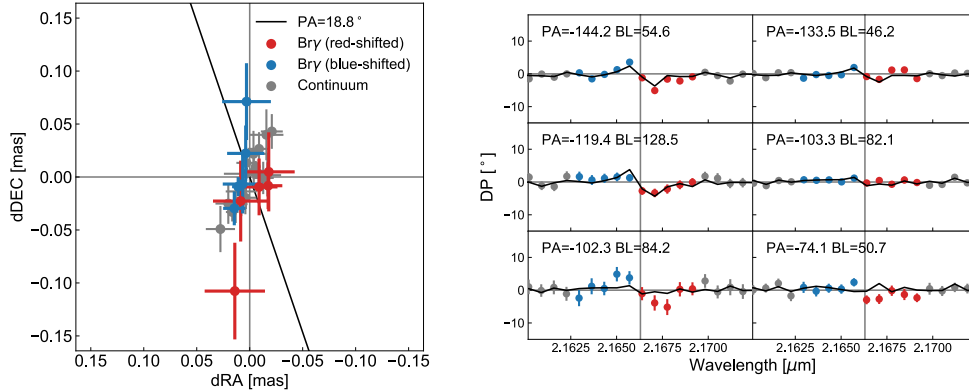 0.15
0.10
0.05
0.00
−0.05
−0.10
−0.15
dDEC [mas]
0.15 0.10 0.05 0.00 −0.05 −0.10 −0.15
dRA [mas]
PA=18.8 °
Brγ (red-shifted)
Brγ (blue-shifted)
Continuum
PA=-144.2 BL=54.6
PA=-133.5 BL=46.2
PA=-119.4 BL=128.5
PA=-103.3 BL=82.1
PA=-102.3 BL=84.2
PA=-74.1 BL=50.7
10
0
−10
10
0
−10
10
0
−10
DP [°]
2.1625 2.1650 2.1675 2.1700 2.1625 2.1650 2.1675 2.1700
Wavelength [μm]